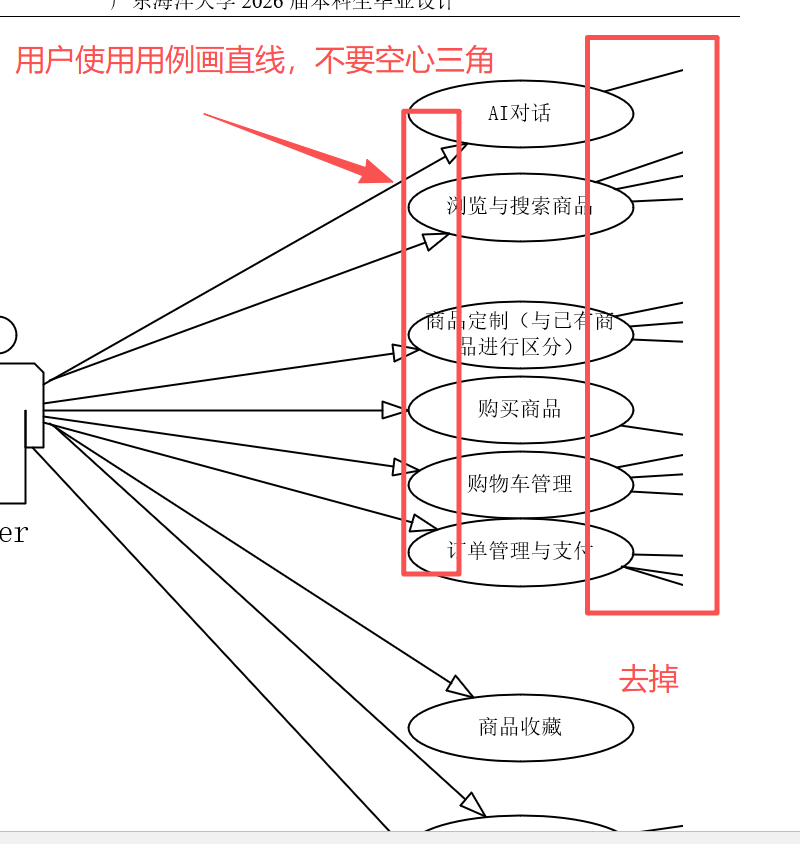 广东海洋大学 2026 届本科生毕业设计
用户使用用例画直线，不要空心三角
AI对话
浏览与搜索商品
商品定制（与已有商
品进行区分）
购买商品
购物车管理
er
订单管理与支付
去掉
商品收藏